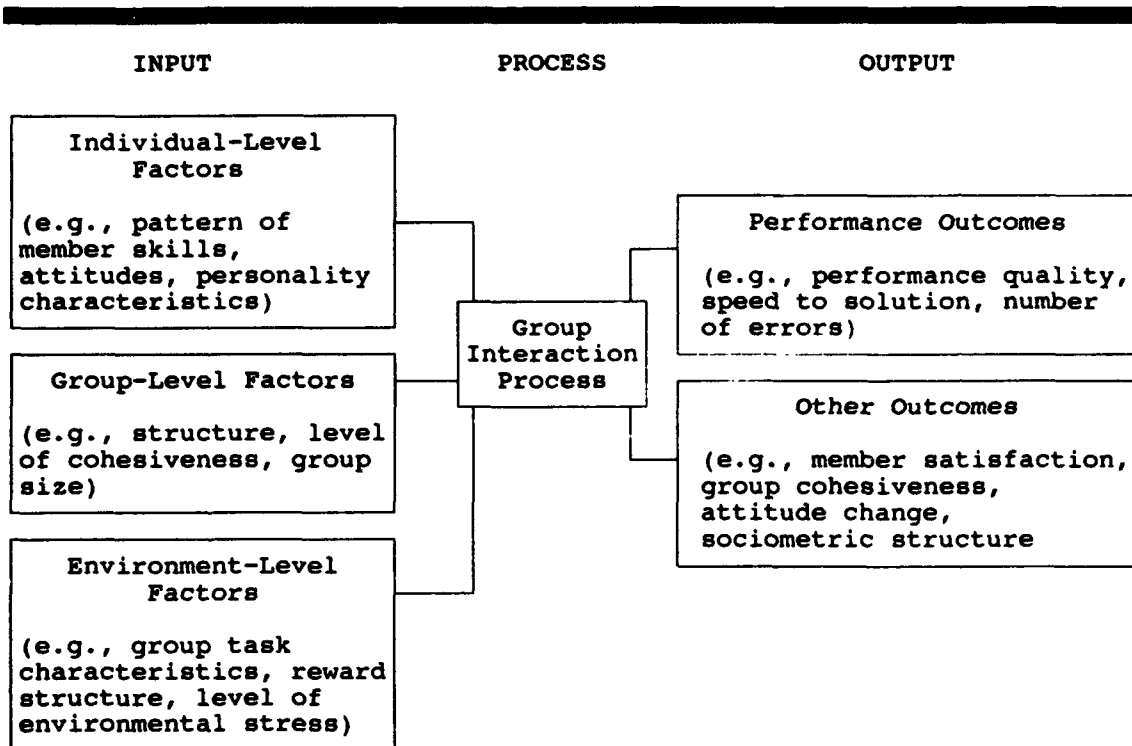 INPUT PROCESS OUTPUT
Individual-Level
Factors
(e.g., pattern of
member skills,
attitudes, personality
characteristics)
Group-Level Factors
(e.g., structure, level
of cohesiveness, group
size)
Environment-Level
Factors
(e.g., group task
characteristics, reward
structure, level of
environmental stress)
Group
Interaction
Process
Performance Outcomes
(e.g., performance quality,
speed to solution, number
of errors)
Other Outcomes
(e.g., member satisfaction,
group cohesiveness,
attitude change,
sociometric structure